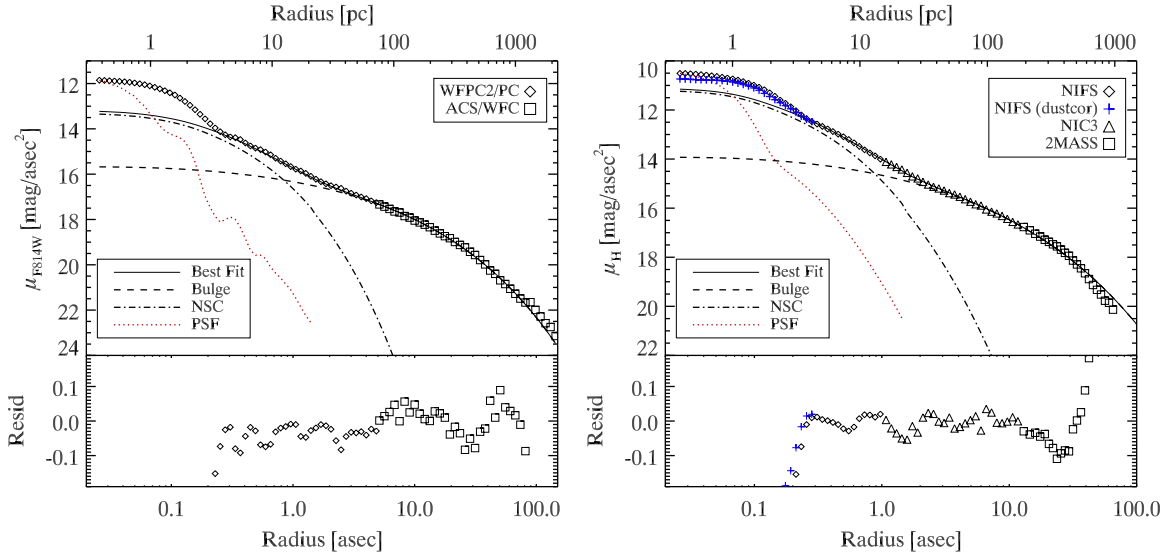 Radius [pc]
1 10 100 1000
μF814W [mag/asec2]
12
14
16
18
20
22
24
WFPC2/PC
ACS/WFC
Best Fit
Bulge
NSC
PSF
Resid
0.1
0.0
-0.1
0.1 1.0 10.0 100.0
Radius [asec]
Radius [pc]
1 10 100 1000
μH [mag/asec2]
10
12
14
16
18
20
22
NIFS
NIFS (dustcor)
NIC3
2MASS
Best Fit
Bulge
NSC
PSF
Resid
0.1
0.0
-0.1
0.1 1.0 10.0 100.0
Radius [asec]